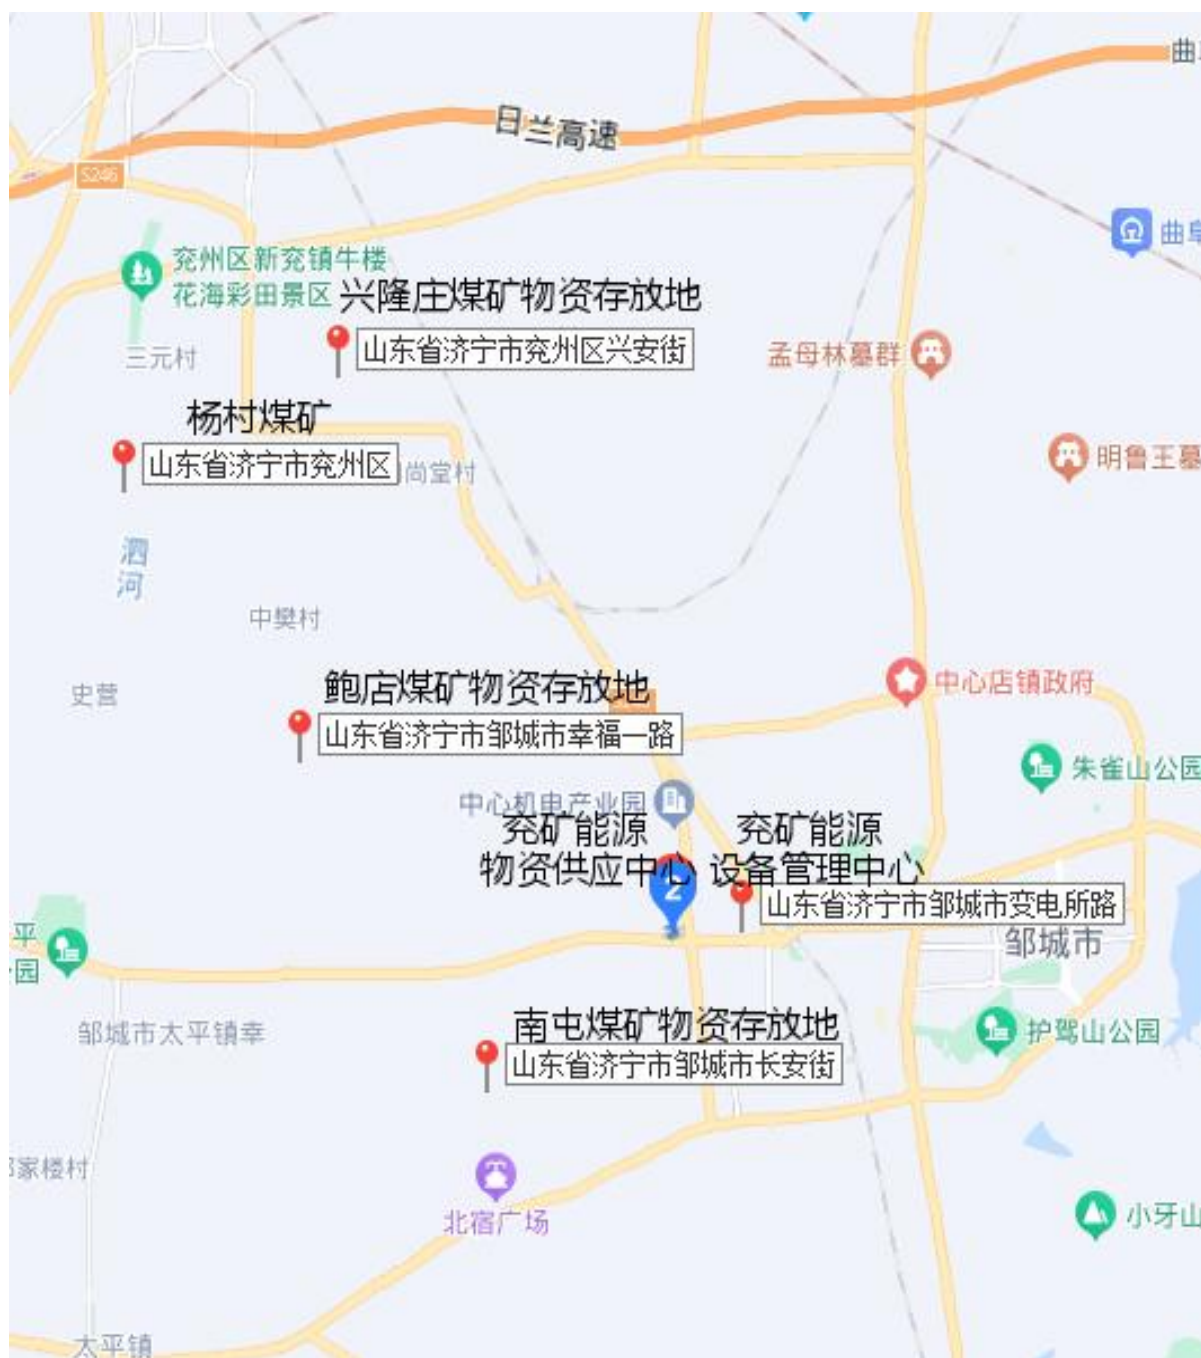 曲
日兰高速
S246
曲阜
兖州区新兖镇牛楼
花海彩田景区
兴隆庄煤矿物资存放地
山东省济宁市兖州区兴安街
三元村
孟母林墓群
杨村煤矿
山东省济宁市兖州区
尚堂村
明鲁王墓
泗
河
中樊村
史营
鲍店煤矿物资存放地
山东省济宁市邹城市幸福一路
中心店镇政府
朱雀山公园
中心机电产业园
兖矿能源
物资供应中心
兖矿能源
设备管理中心
2
山东省济宁市邹城市变电所路
平
园
邹城市
南屯煤矿物资存放地
山东省济宁市邹城市长安街
邹城市太平镇幸
护驾山公园
家楼村
北宿广场
小牙山
太平镇